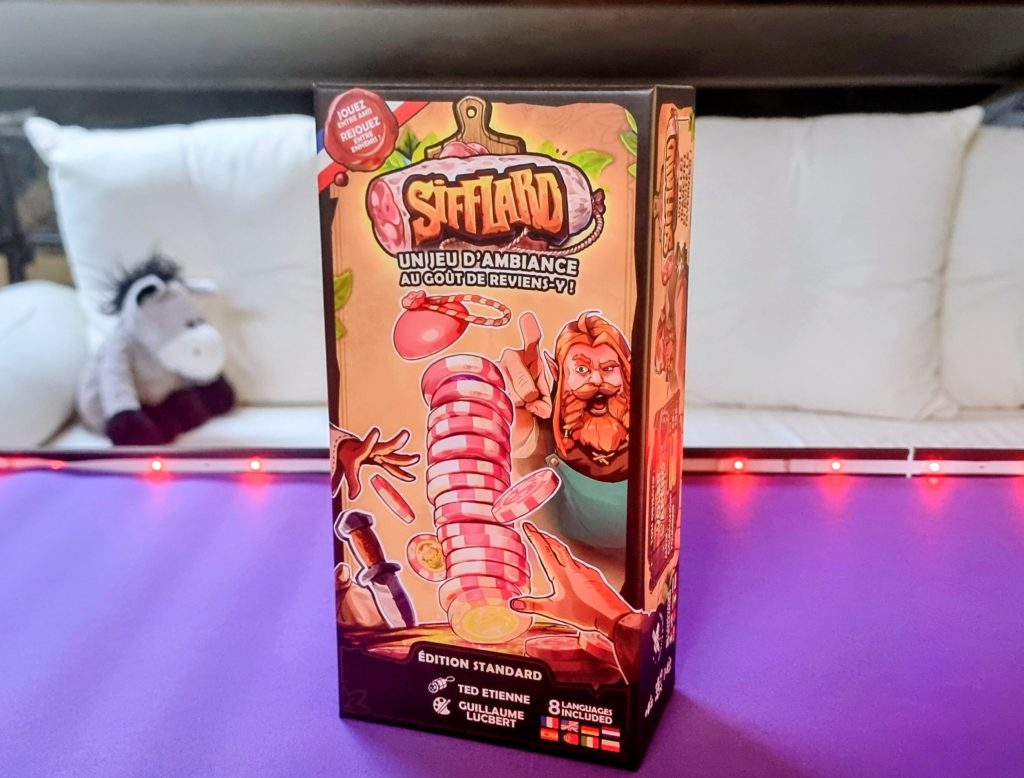 JOUEZ
ENTRE AMIS
REJOUEZ
ENTRE
ENNEMIS !
SIFFLARD
UN JEU D'AMBIANCE
AU GOÛT DE REVIENS-Y !
ÉDITION STANDARD
TED ETIENNE
GUILLAUME
LUCBERT
8 LANGUAGES
INCLUDED
SIFFLARD